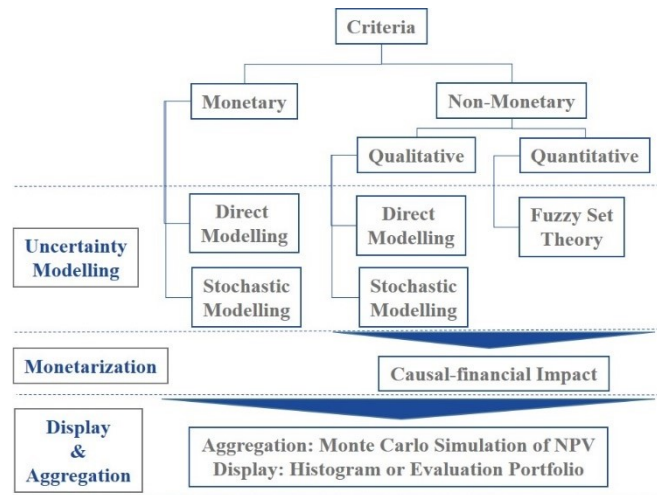 Criteria
Monetary
Non-Monetary
Qualitative
Quantitative
Uncertainty
Modelling
Direct
Modelling
Direct
Modelling
Fuzzy Set
Theory
Stochastic
Modelling
Stochastic
Modelling
Monetarization
Causal-financial Impact
Display
&
Aggregation
Aggregation: Monte Carlo Simulation of NPV
Display: Histogram or Evaluation Portfolio